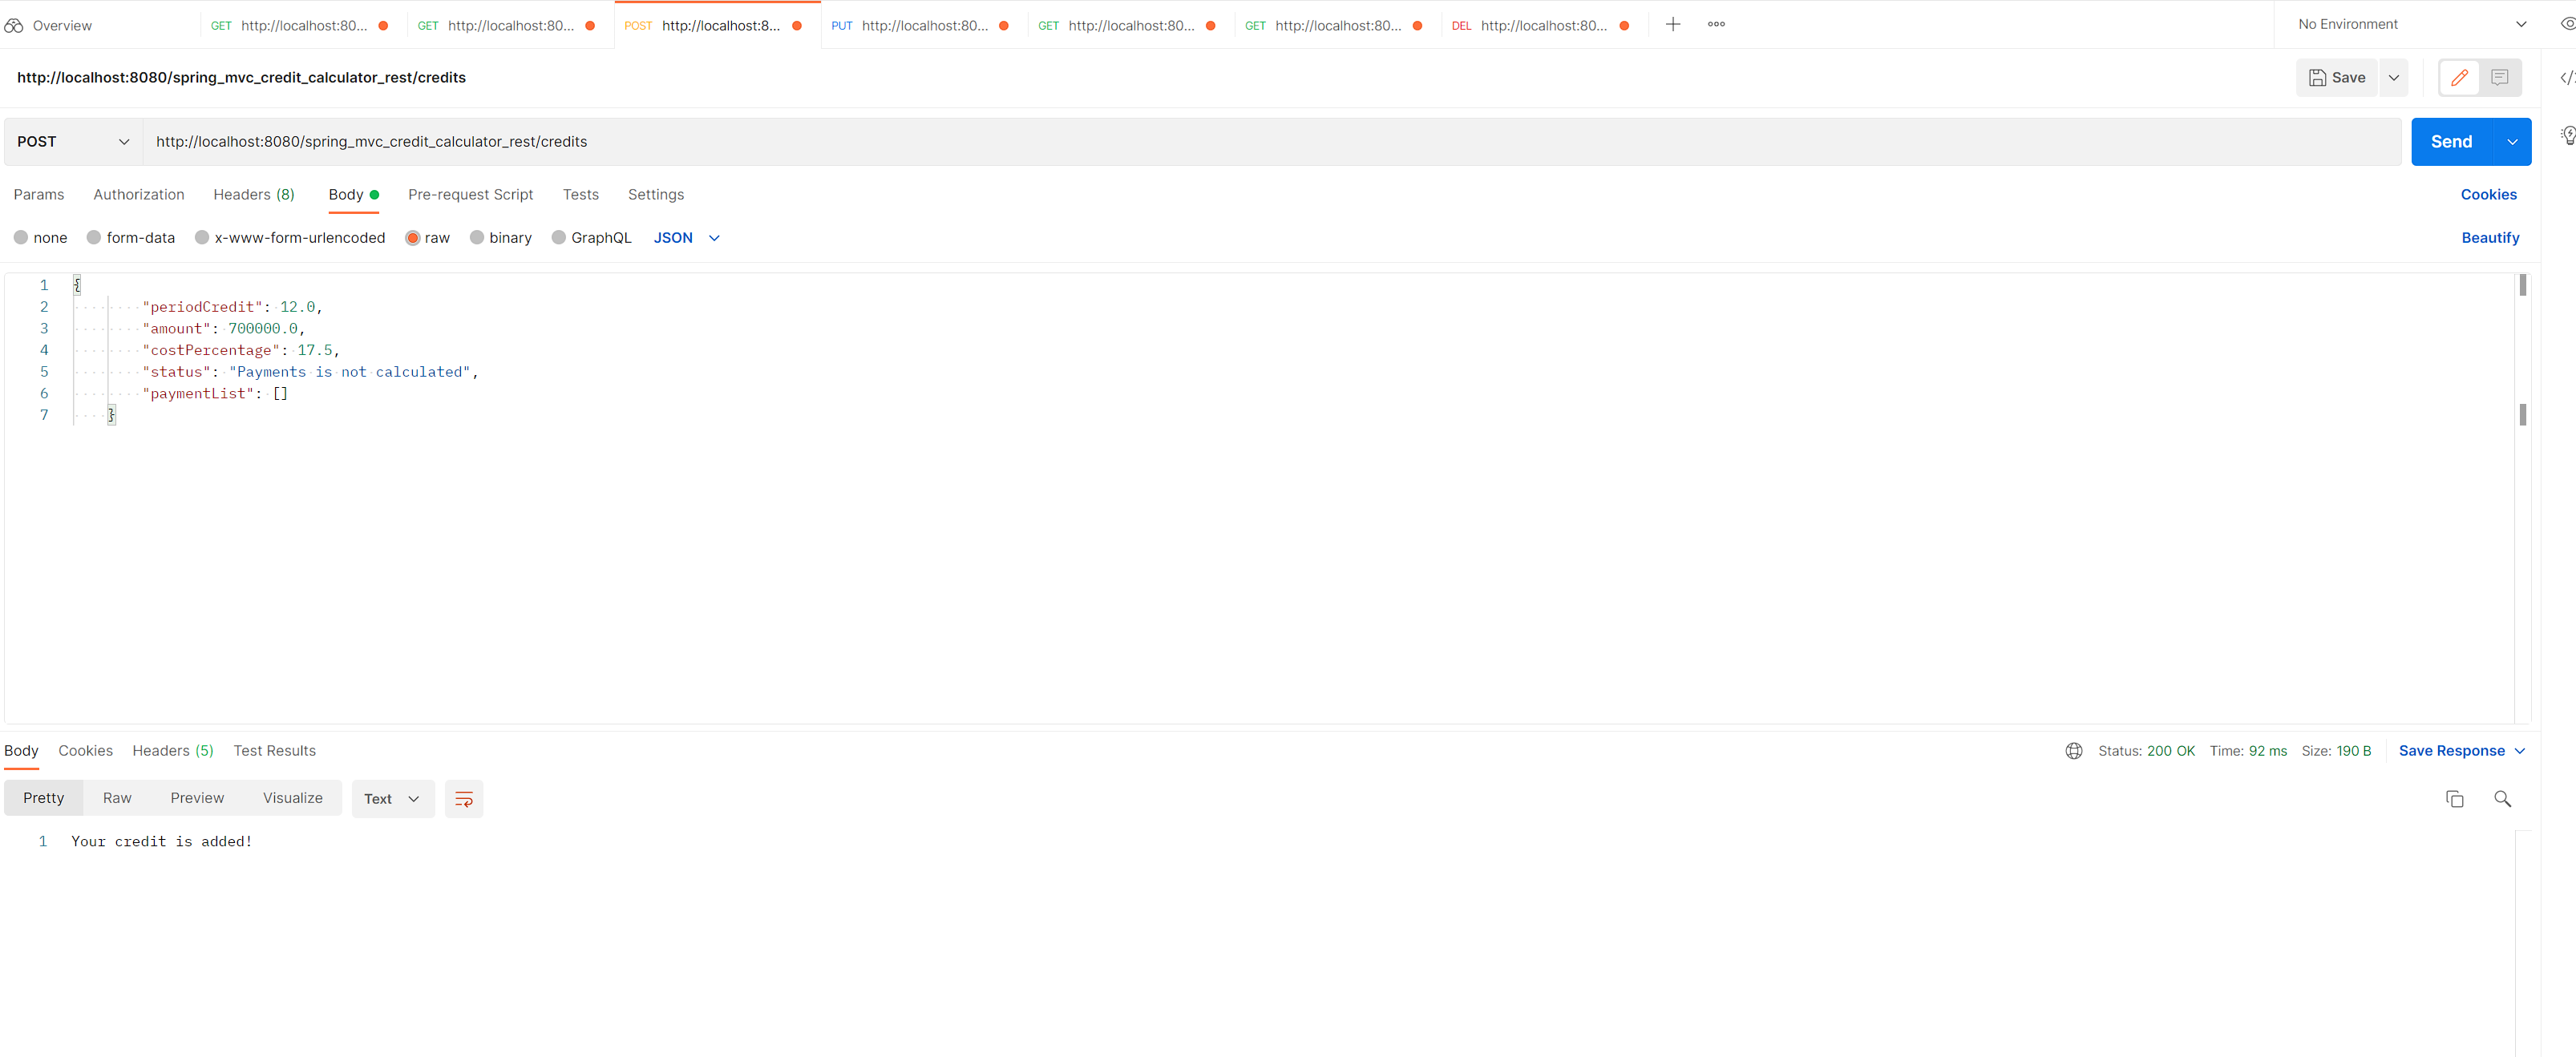 Overview GET http://localhost:80... GET http://localhost:80... POST http://localhost:8... PUT http://localhost:80... GET http://localhost:80... GET http://localhost:80... DEL http://localhost:80... No Environment
http://localhost:8080/spring_mvc_credit_calculator_rest/credits Save
POST http://localhost:8080/spring_mvc_credit_calculator_rest/credits Send
Params Authorization Headers (8) Body Pre-request Script Tests Settings Cookies
none form-data x-www-form-urlencoded raw binary GraphQL JSON Beautify
1 {
2 "periodCredit": 12.0,
3 "amount": 700000.0,
4 "costPercentage": 17.5,
5 "status": "Payments is not calculated",
6 "paymentList": []
7 }
Body Cookies Headers (5) Test Results Status: 200 OK Time: 92 ms Size: 190 B Save Response
Pretty Raw Preview Visualize Text
1 Your credit is added!